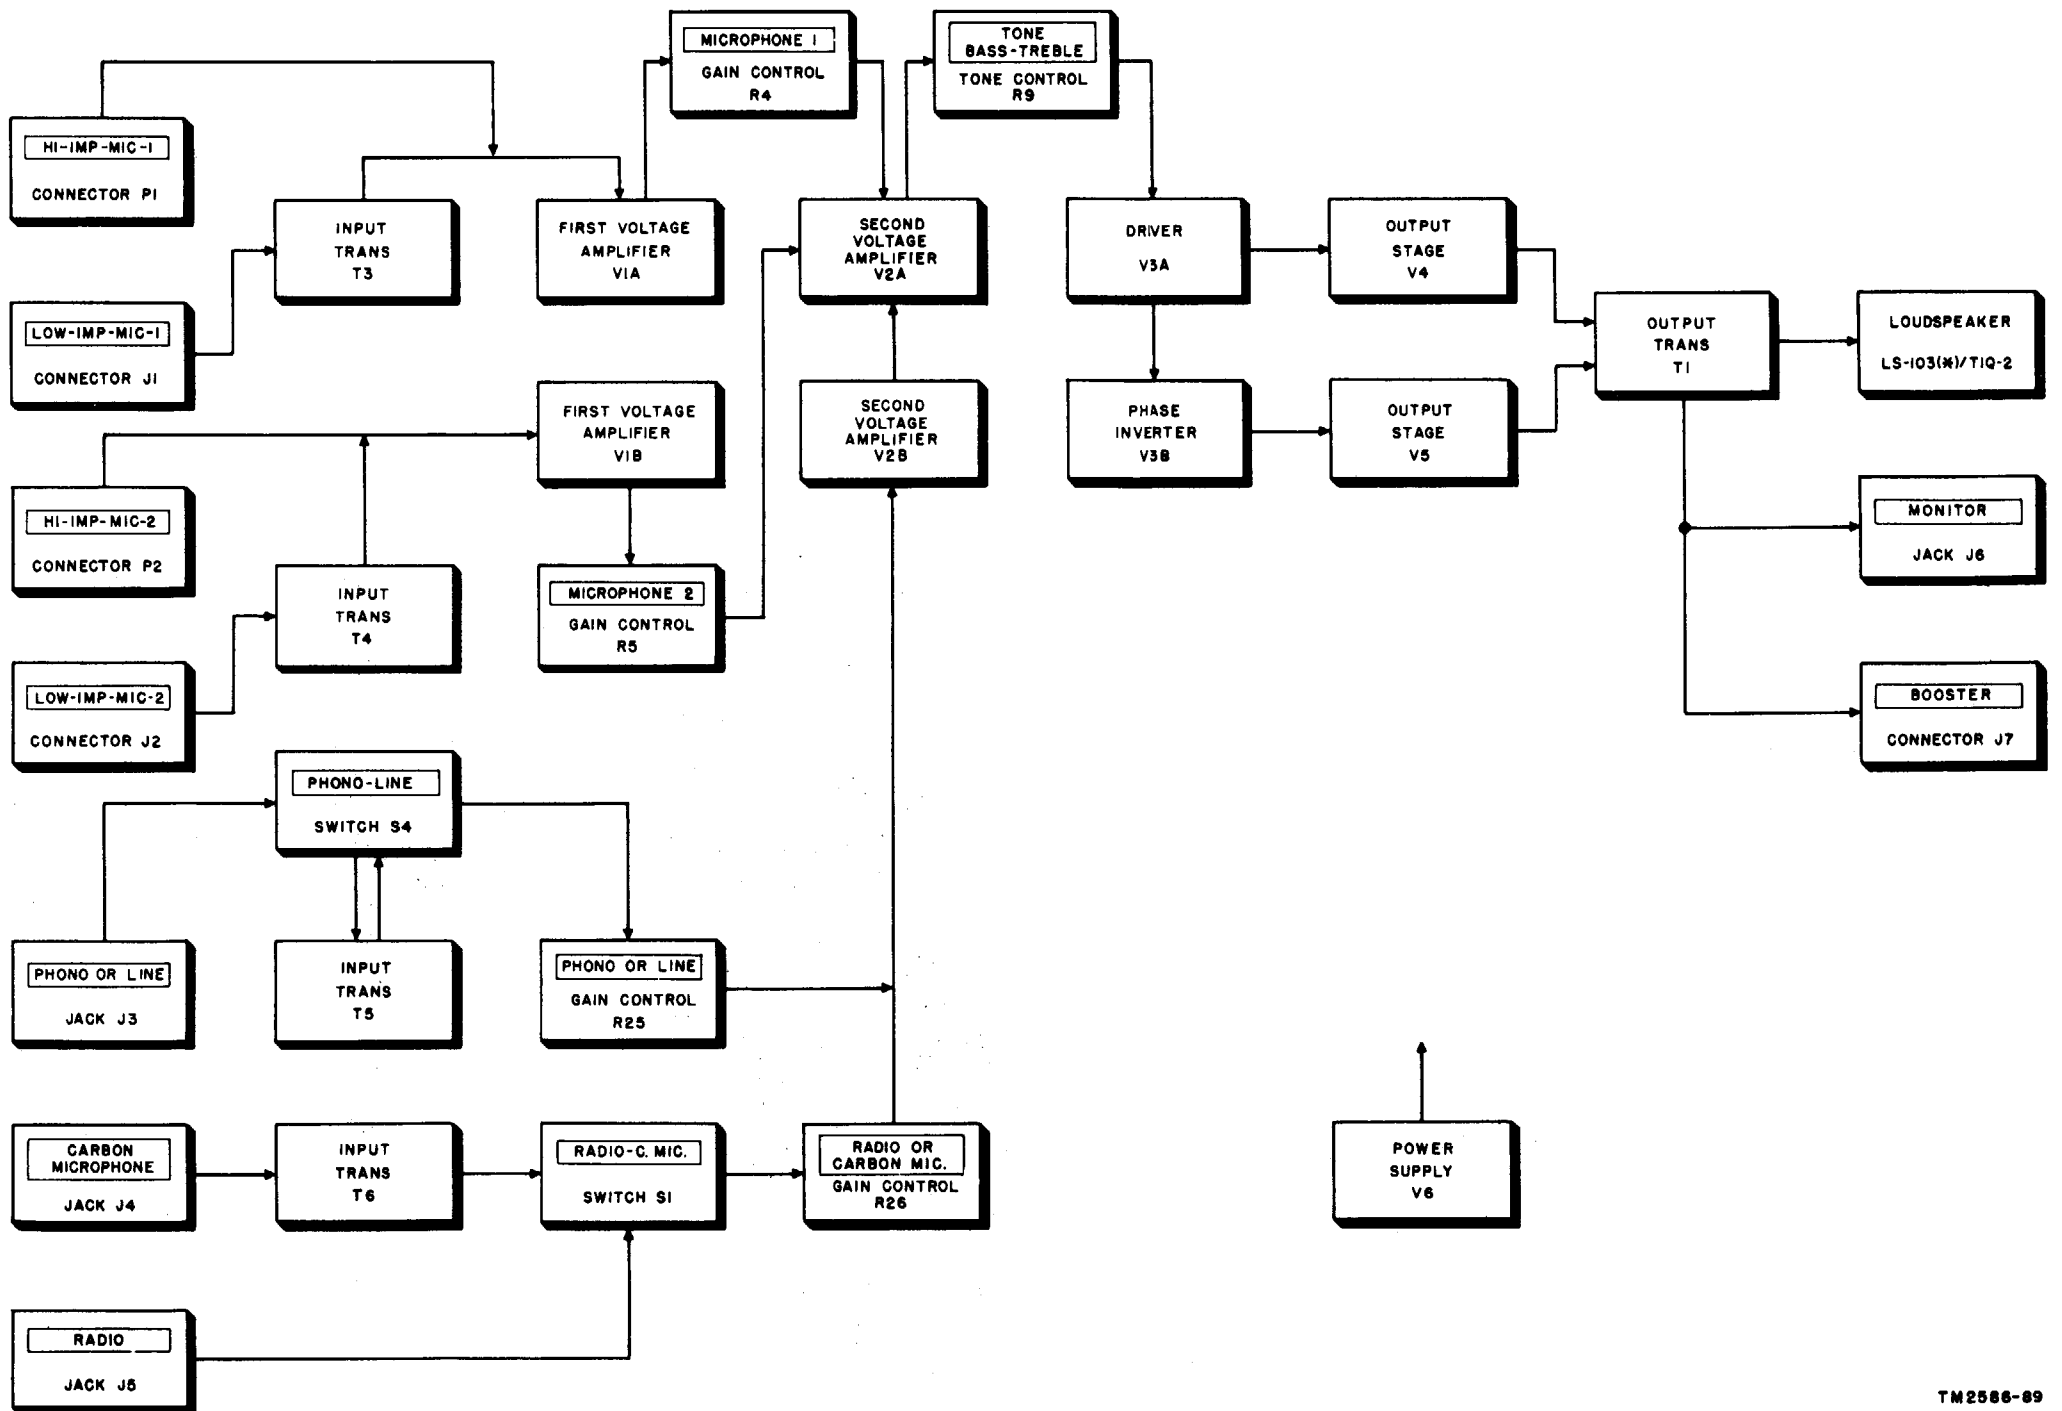 MICROPHONE 1
GAIN CONTROL
R4
TONE
BASS-TREBLE
TONE CONTROL
R9
HI-IMP-MIC-1
CONNECTOR P1
INPUT
TRANS
T3
FIRST VOLTAGE
AMPLIFIER
V1A
SECOND
VOLTAGE
AMPLIFIER
V2A
DRIVER
V3A
OUTPUT
STAGE
V4
LOW-IMP-MIC-1
CONNECTOR J1
OUTPUT
TRANS
T1
LOUDSPEAKER
LS-103(*)/TIQ-2
FIRST VOLTAGE
AMPLIFIER
V1B
SECOND
VOLTAGE
AMPLIFIER
V2B
PHASE
INVERTER
V3B
OUTPUT
STAGE
V5
HI-IMP-MIC-2
CONNECTOR P2
MONITOR
JACK J6
INPUT
TRANS
T4
MICROPHONE 2
GAIN CONTROL
R5
LOW-IMP-MIC-2
CONNECTOR J2
BOOSTER
CONNECTOR J7
PHONO-LINE
SWITCH S4
PHONO OR LINE
JACK J3
INPUT
TRANS
T5
PHONO OR LINE
GAIN CONTROL
R25
CARBON
MICROPHONE
JACK J4
INPUT
TRANS
T6
RADIO-C. MIC.
SWITCH S1
RADIO OR
CARBON MIC.
GAIN CONTROL
R26
POWER
SUPPLY
V6
RADIO
JACK J5
TM2586-89